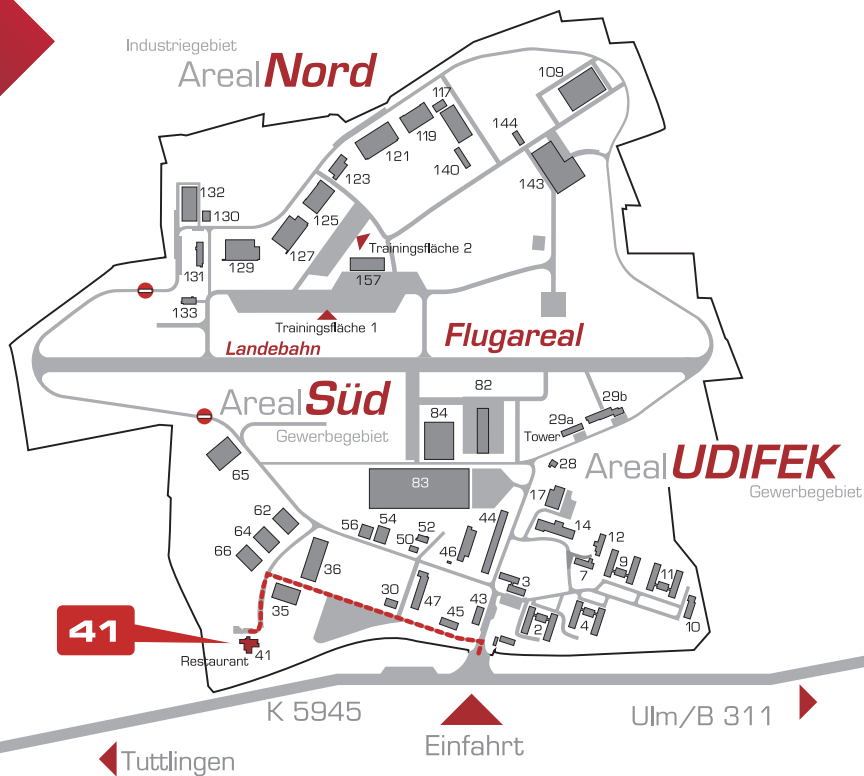 Industriegebiet
Areal Nord
109
117
119
144
121
140
143
123
132
125
130
127
Trainingsfläche 2
129
131
157
133
Trainingsfläche 1
Landebahn
Flugareal
Areal Süd
Gewerbegebiet
82
84
29b
29a
Tower
28
Areal UDIFEK
Gewerbegebiet
65
83
17
62
64
66
56
54
52
50
44
46
14
12
7
9
11
36
35
30
47
45
43
3
2
4
10
41
Restaurant
41
K 5945
Ulm/B 311
Einfahrt
Tuttlingen